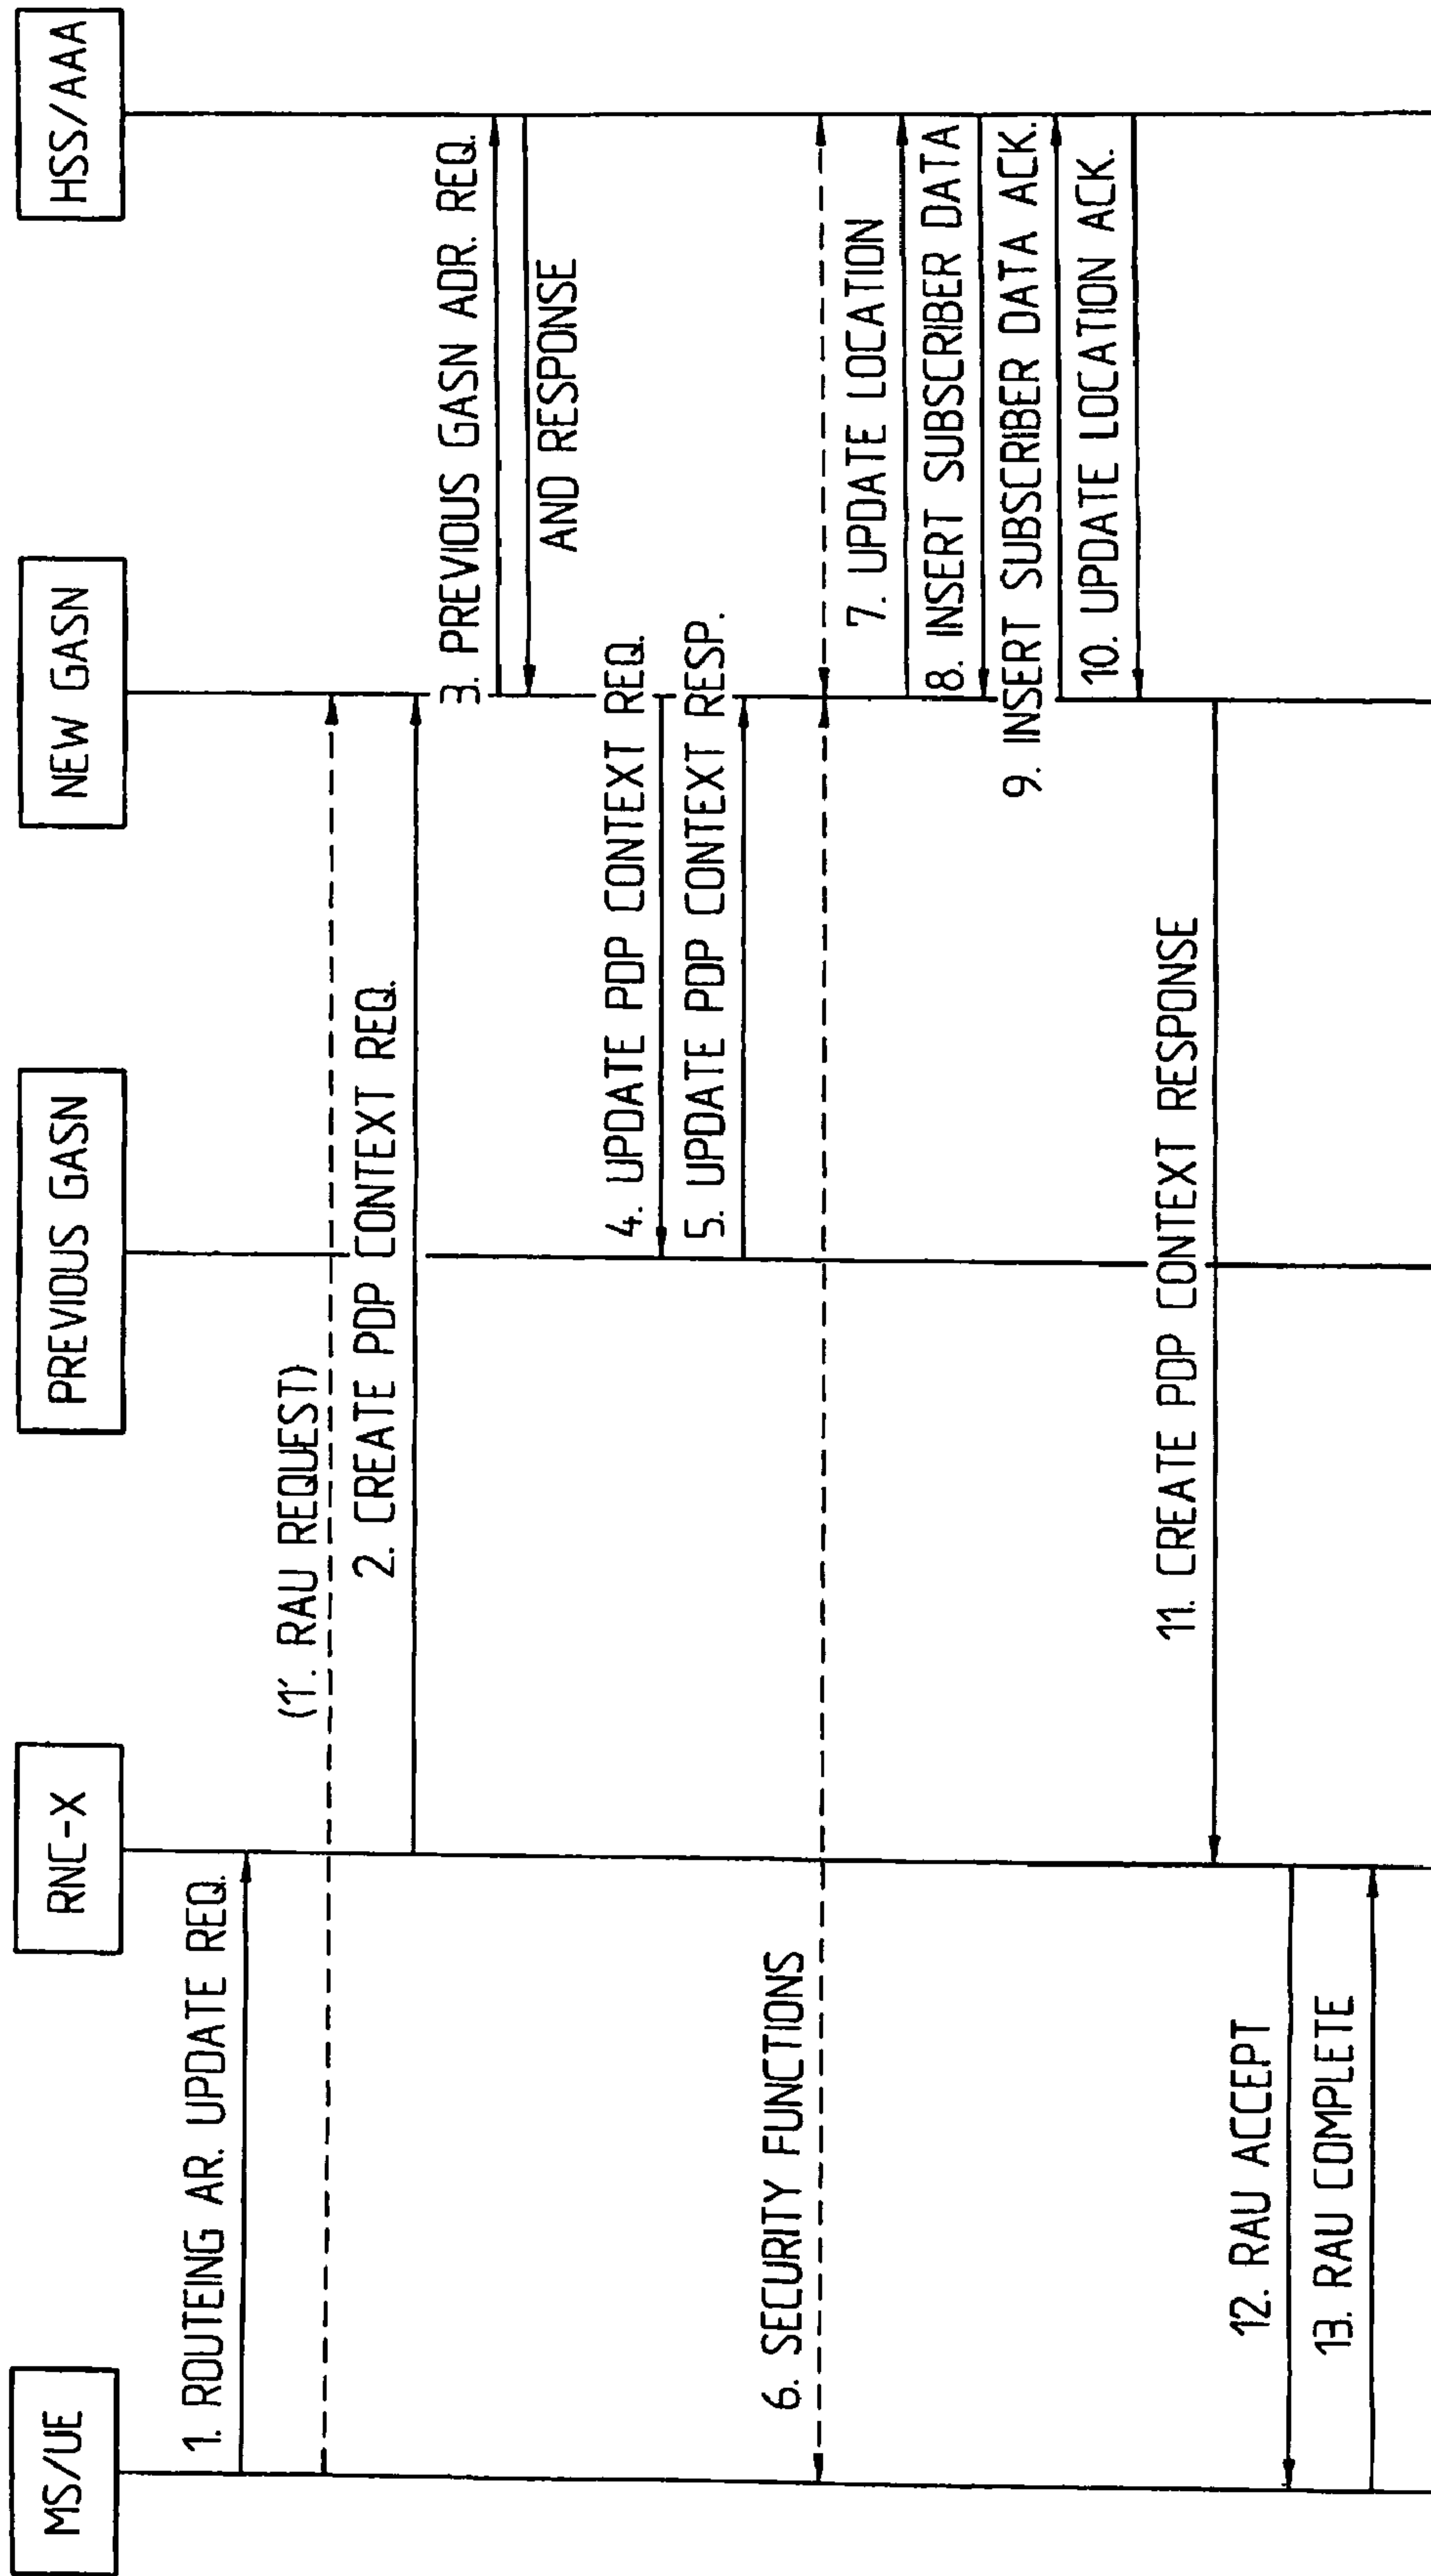 MS/UE
RNC-X
PREVIOUS GASN
NEW GASN
HSS/AAA
1. ROUTEING AR. UPDATE REQ.
(1'. RAU REQUEST)
2. CREATE PDP CONTEXT REQ.
3. PREVIOUS GASN ADR. REQ.
AND RESPONSE
4. UPDATE PDP CONTEXT REQ.
5. UPDATE PDP CONTEXT RESP.
6. SECURITY FUNCTIONS
7. UPDATE LOCATION
8. INSERT SUBSCRIBER DATA
9. INSERT SUBSCRIBER DATA ACK.
10. UPDATE LOCATION ACK.
11. CREATE PDP CONTEXT RESPONSE
12. RAU ACCEPT
13. RAU COMPLETE